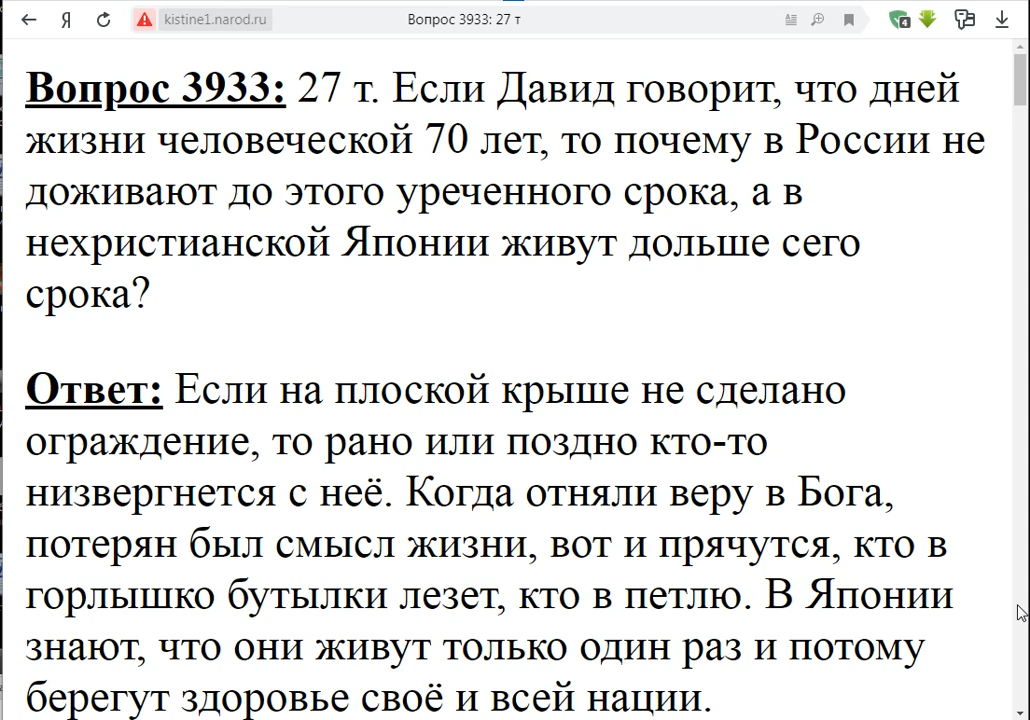 Я kistine1.narod.ru Вопрос 3933: 27 т 4
Вопрос 3933: 27 т. Если Давид говорит, что дней
жизни человеческой 70 лет, то почему в России не
доживают до этого уреченного срока, а в
нехристианской Японии живут дольше сего
срока?
Ответ: Если на плоской крыше не сделано
ограждение, то рано или поздно кто-то
низвергнется с неё. Когда отняли веру в Бога,
потерян был смысл жизни, вот и прячутся, кто в
горлышко бутылки лезет, кто в петлю. В Японии
знают, что они живут только один раз и потому
берегут здоровье своё и всей нации.